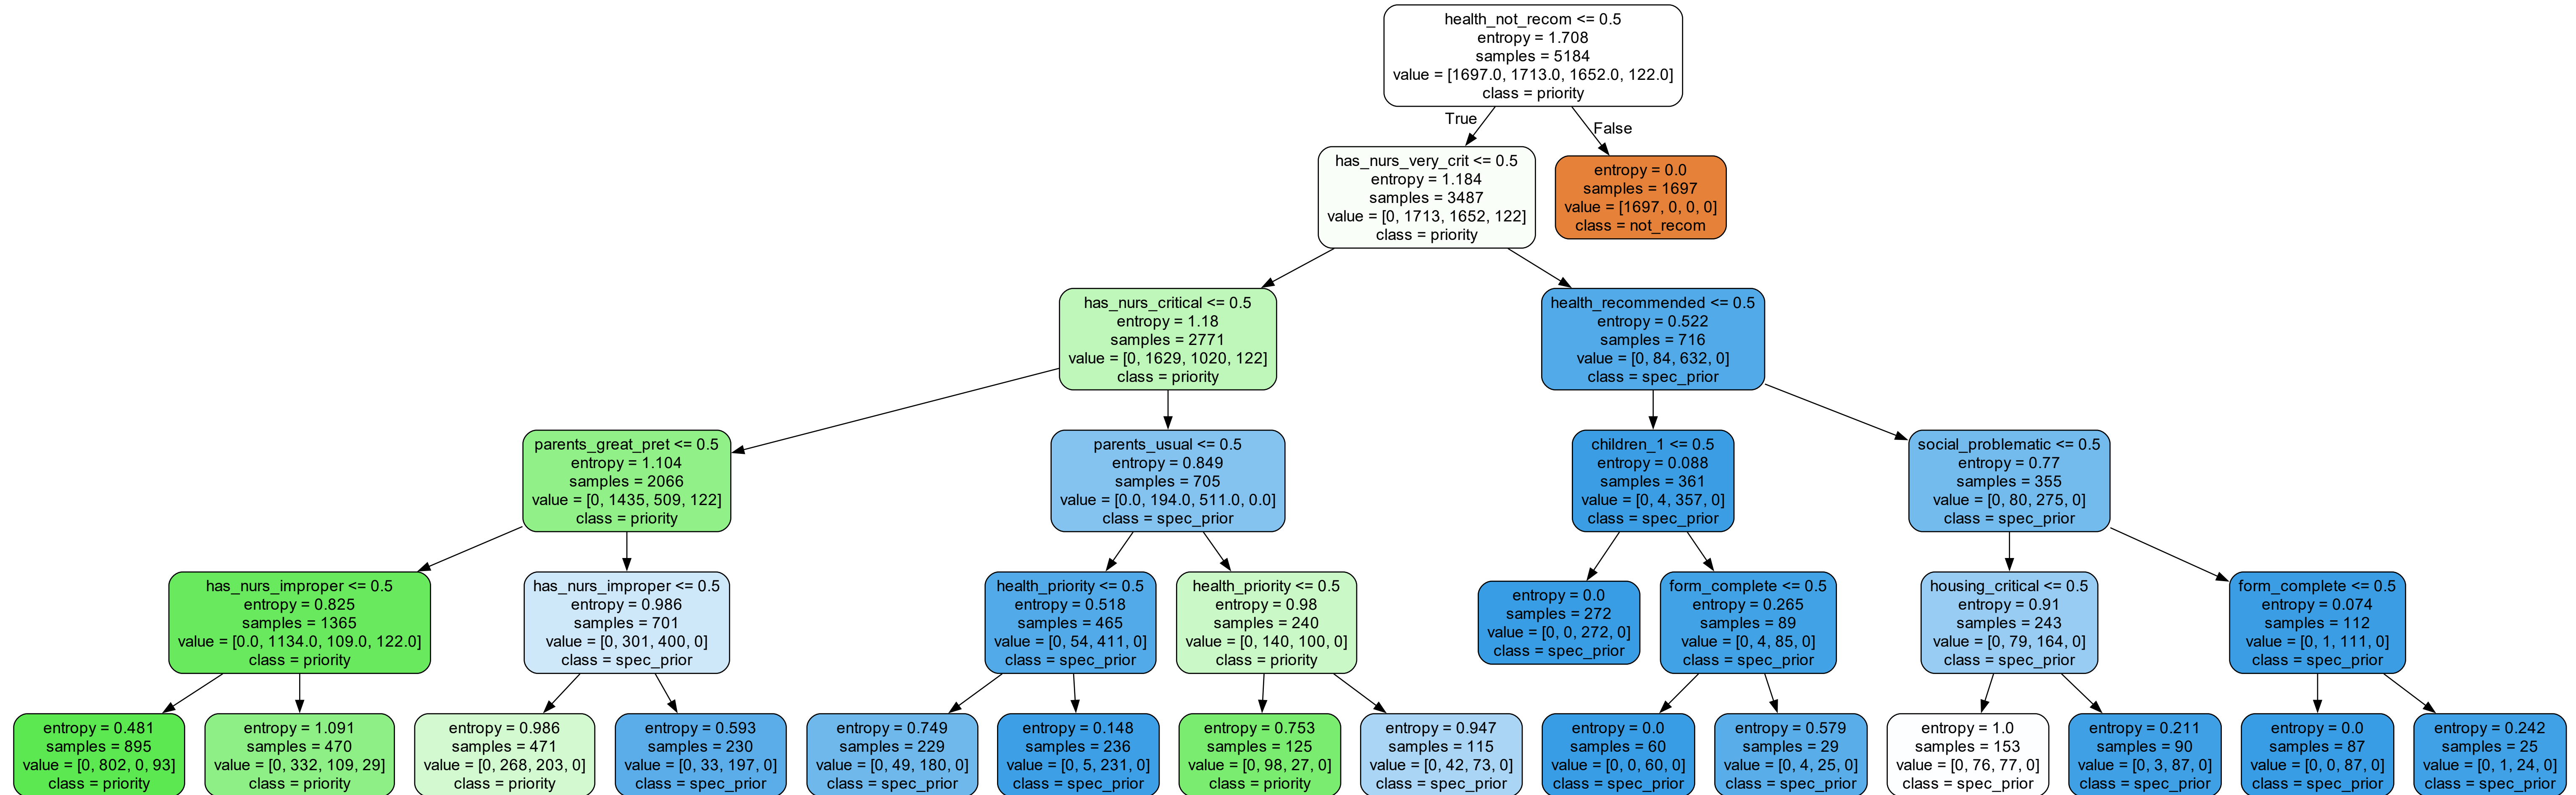 health_not_recom <= 0.5
entropy = 1.708
samples = 5184
value = [1697.0, 1713.0, 1652.0, 122.0]
class = priority
True
False
has_nurs_very_crit <= 0.5
entropy = 1.184
samples = 3487
value = [0, 1713, 1652, 122]
class = priority
entropy = 0.0
samples = 1697
value = [1697, 0, 0, 0]
class = not_recom
has_nurs_critical <= 0.5
entropy = 1.18
samples = 2771
value = [0, 1629, 1020, 122]
class = priority
health_recommended <= 0.5
entropy = 0.522
samples = 716
value = [0, 84, 632, 0]
class = spec_prior
parents_great_pret <= 0.5
entropy = 1.104
samples = 2066
value = [0, 1435, 509, 122]
class = priority
parents_usual <= 0.5
entropy = 0.849
samples = 705
value = [0.0, 194.0, 511.0, 0.0]
class = spec_prior
children_1 <= 0.5
entropy = 0.088
samples = 361
value = [0, 4, 357, 0]
class = spec_prior
social_problematic <= 0.5
entropy = 0.77
samples = 355
value = [0, 80, 275, 0]
class = spec_prior
has_nurs_improper <= 0.5
entropy = 0.825
samples = 1365
value = [0.0, 1134.0, 109.0, 122.0]
class = priority
has_nurs_improper <= 0.5
entropy = 0.986
samples = 701
value = [0, 301, 400, 0]
class = spec_prior
health_priority <= 0.5
entropy = 0.518
samples = 465
value = [0, 54, 411, 0]
class = spec_prior
health_priority <= 0.5
entropy = 0.98
samples = 240
value = [0, 140, 100, 0]
class = priority
entropy = 0.0
samples = 272
value = [0, 0, 272, 0]
class = spec_prior
form_complete <= 0.5
entropy = 0.265
samples = 89
value = [0, 4, 85, 0]
class = spec_prior
housing_critical <= 0.5
entropy = 0.91
samples = 243
value = [0, 79, 164, 0]
class = spec_prior
form_complete <= 0.5
entropy = 0.074
samples = 112
value = [0, 1, 111, 0]
class = spec_prior
entropy = 0.481
samples = 895
value = [0, 802, 0, 93]
class = priority
entropy = 1.091
samples = 470
value = [0, 332, 109, 29]
class = priority
entropy = 0.986
samples = 471
value = [0, 268, 203, 0]
class = priority
entropy = 0.593
samples = 230
value = [0, 33, 197, 0]
class = spec_prior
entropy = 0.749
samples = 229
value = [0, 49, 180, 0]
class = spec_prior
entropy = 0.148
samples = 236
value = [0, 5, 231, 0]
class = spec_prior
entropy = 0.753
samples = 125
value = [0, 98, 27, 0]
class = priority
entropy = 0.947
samples = 115
value = [0, 42, 73, 0]
class = spec_prior
entropy = 0.0
samples = 60
value = [0, 0, 60, 0]
class = spec_prior
entropy = 0.579
samples = 29
value = [0, 4, 25, 0]
class = spec_prior
entropy = 1.0
samples = 153
value = [0, 76, 77, 0]
class = spec_prior
entropy = 0.211
samples = 90
value = [0, 3, 87, 0]
class = spec_prior
entropy = 0.0
samples = 87
value = [0, 0, 87, 0]
class = spec_prior
entropy = 0.242
samples = 25
value = [0, 1, 24, 0]
class = spec_prior